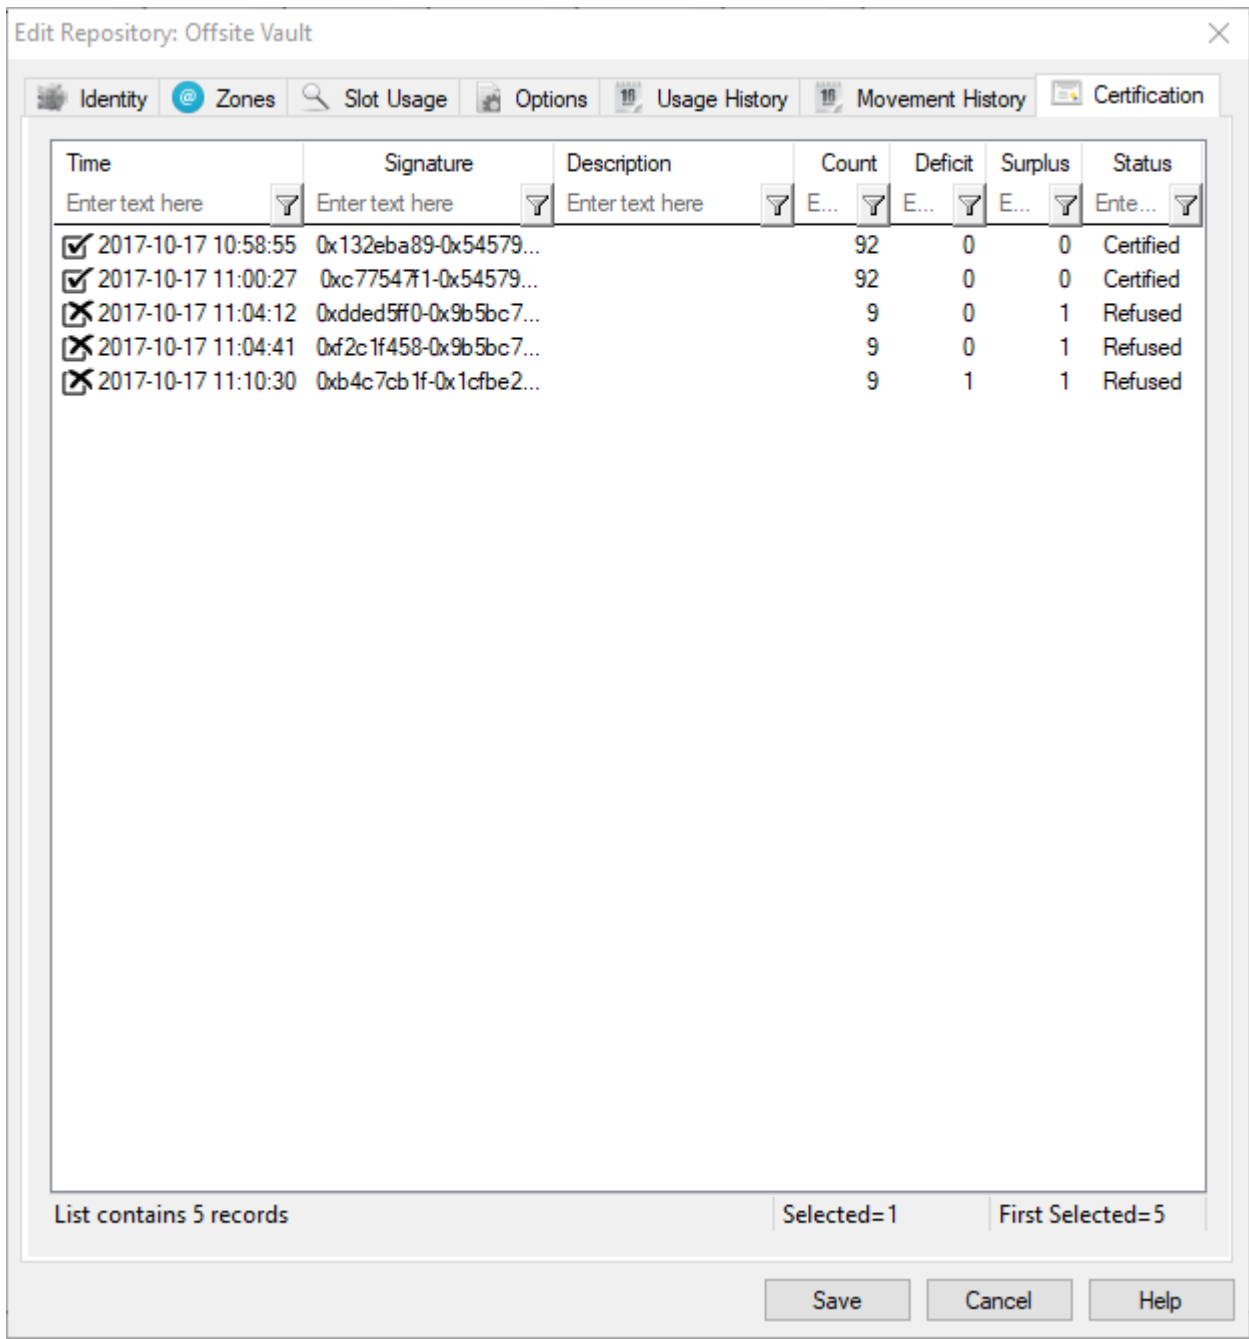 Edit Repository: Offsite Vault
Identity Zones Slot Usage Options Usage History Movement History Certification
Time Signature Description Count Deficit Surplus Status
Enter text here Enter text here Enter text here E... E... E... Ente...
2017-10-17 10:58:55 0x132eba89-0x54579... 92 0 0 Certified
2017-10-17 11:00:27 0xc77547f1-0x54579... 92 0 0 Certified
2017-10-17 11:04:12 0xdded5ff0-0x9b5bc7... 9 0 1 Refused
2017-10-17 11:04:41 0xf2c1f458-0x9b5bc7... 9 0 1 Refused
2017-10-17 11:10:30 0xb4c7cb1f-0x1cfbe2... 9 1 1 Refused
List contains 5 records Selected=1 First Selected=5
Save Cancel Help